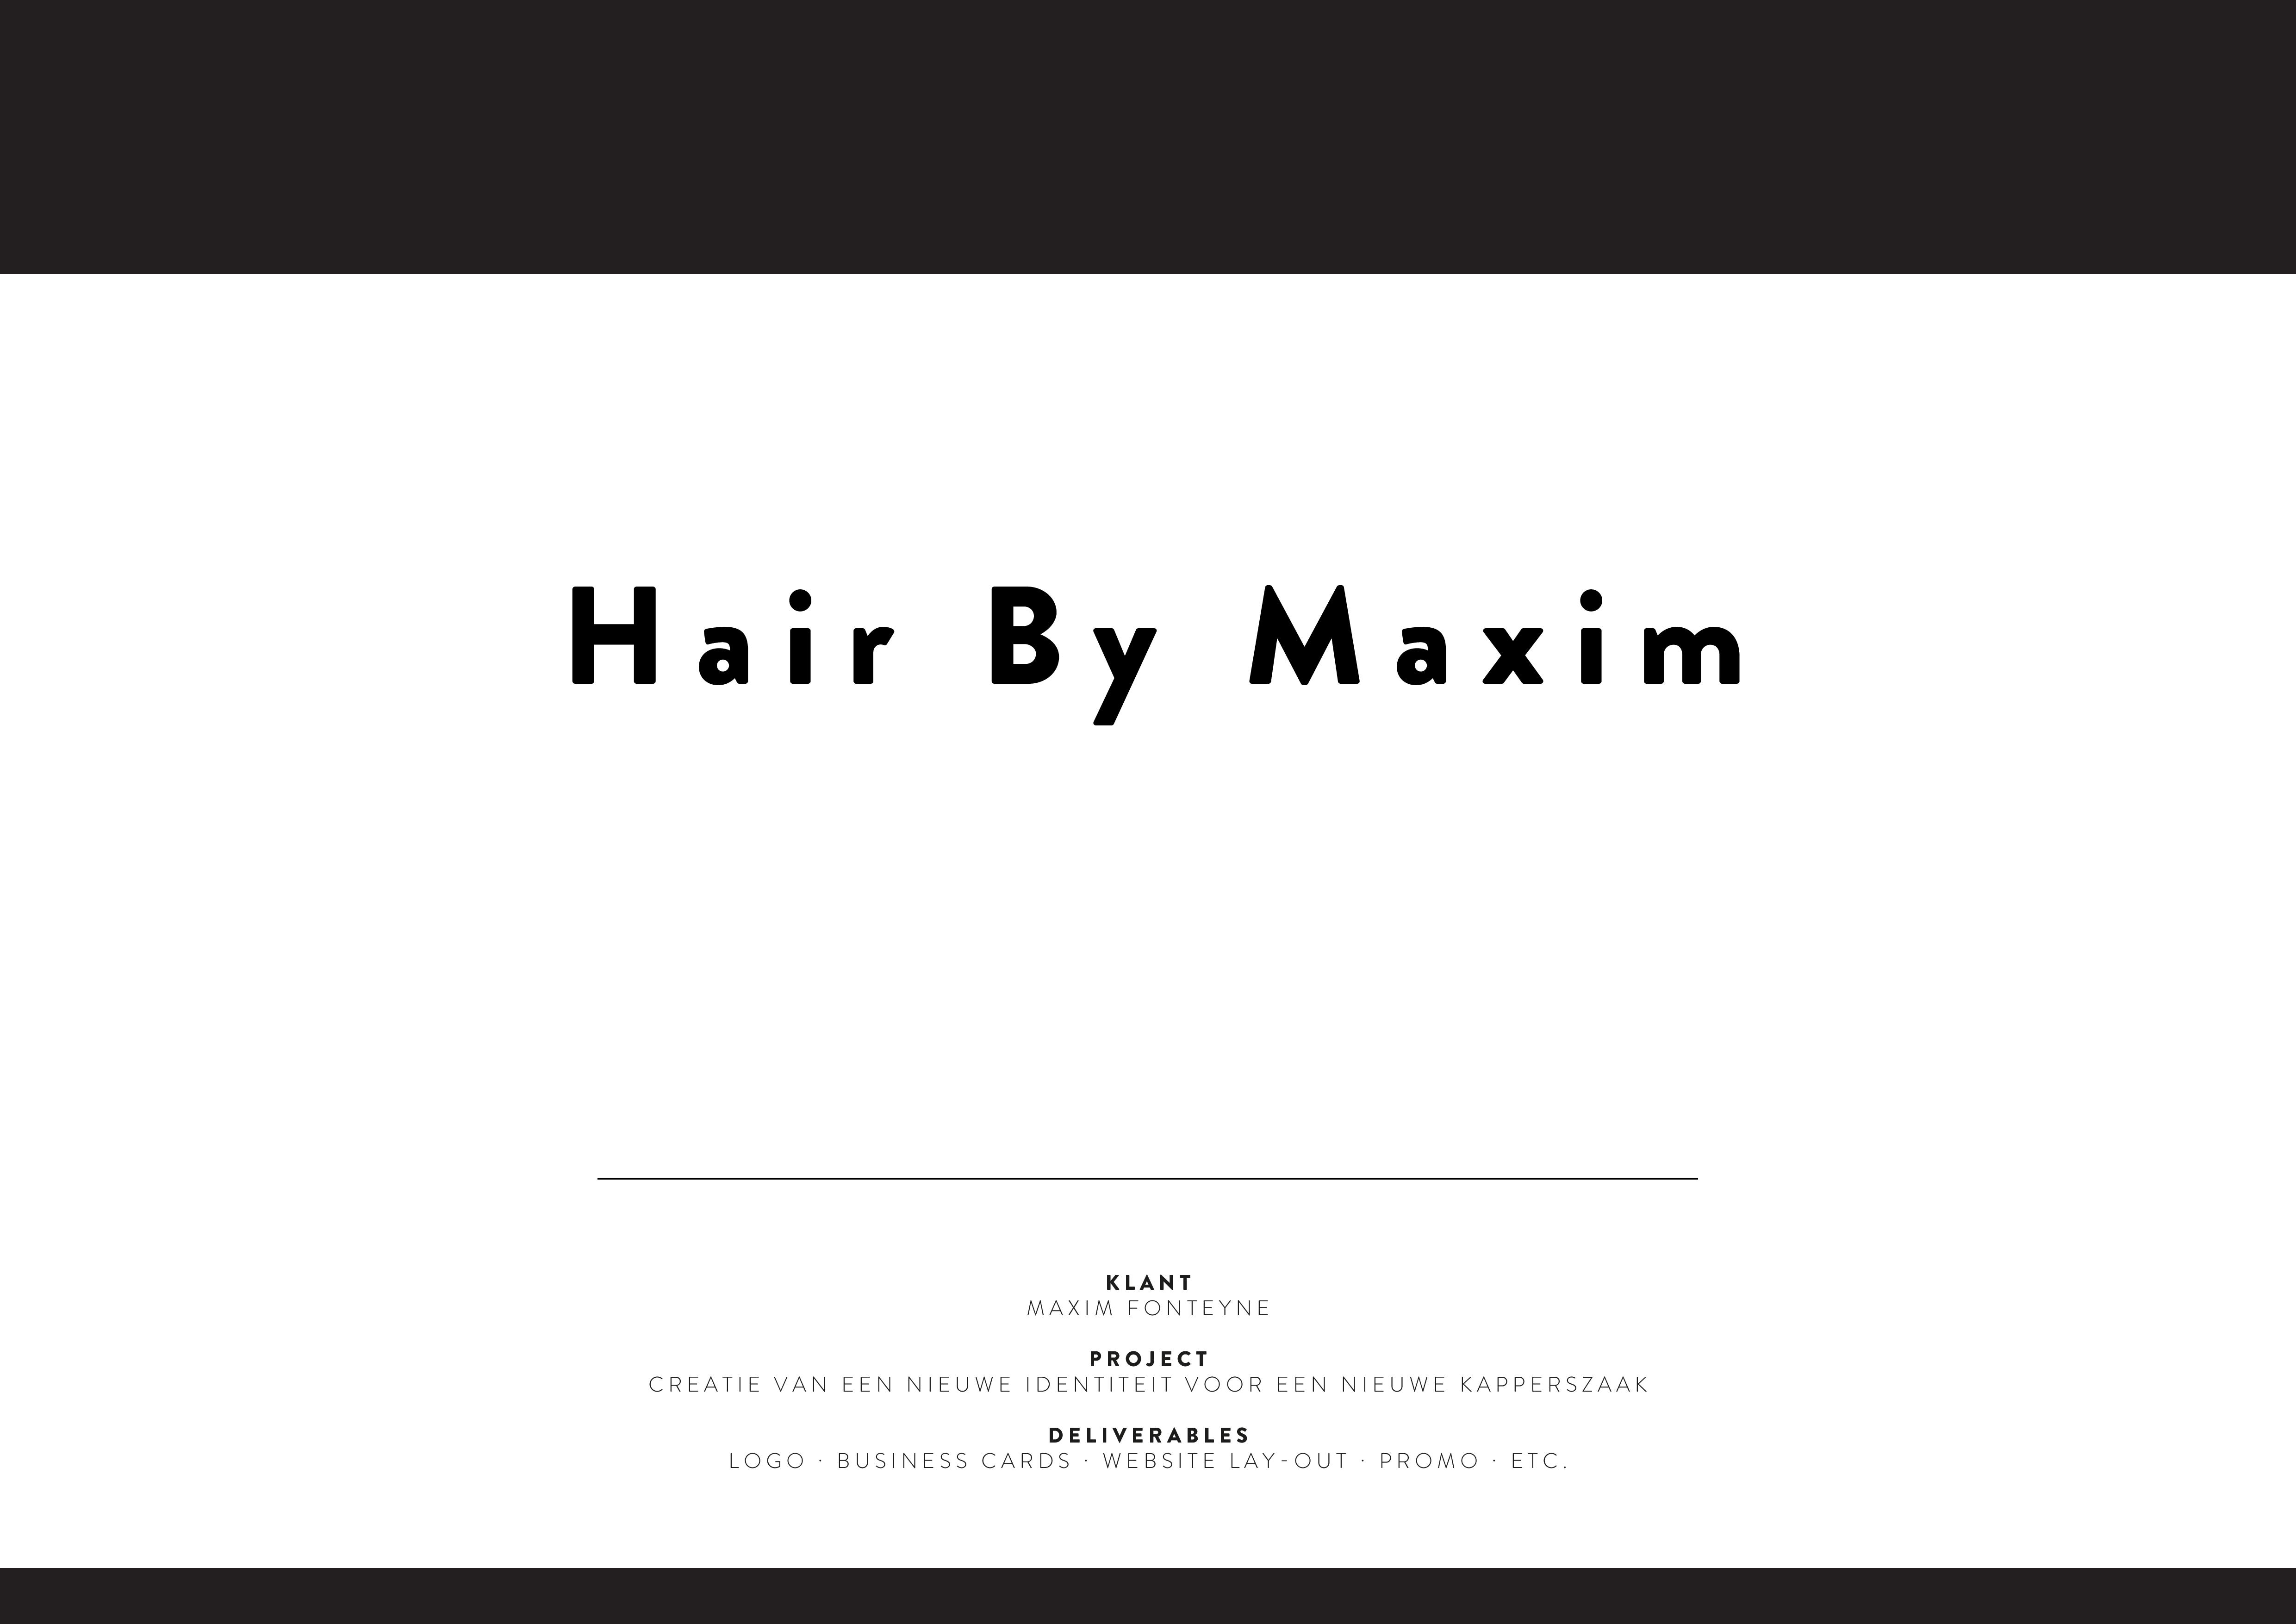 Hair By Maxim
KLANT
MAXIM FONTEYNE
PROJECT
CREATIE VAN EEN NIEUWE IDENTITEIT VOOR EEN NIEUWE KAPPERSZAAK
DELIVERABLES
LOGO · BUSINESS CARDS · WEBSITE LAY-OUT · PROMO · ETC.